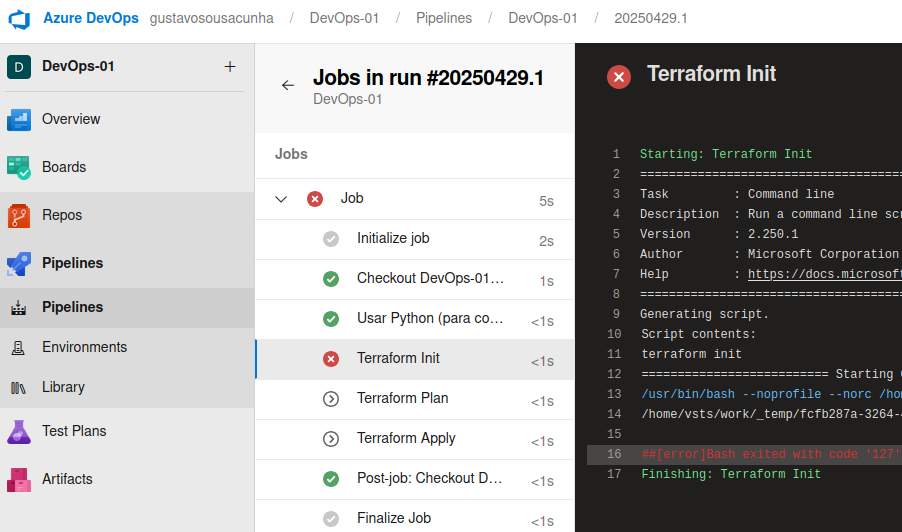 Azure DevOps gustavosousacunha / DevOps-01 / Pipelines / DevOps-01 / 20250429.1
D DevOps-01 +
Overview
Boards
Repos
Pipelines
Pipelines
Environments
Library
Test Plans
Artifacts
← Jobs in run #20250429.1
DevOps-01
Jobs
Job 5s
Initialize job 2s
Checkout DevOps-01... 1s
Usar Python (para co... <1s
Terraform Init <1s
Terraform Plan <1s
Terraform Apply <1s
Post-job: Checkout D... <1s
Finalize Job <1s
Terraform Init
1 Starting: Terraform Init
2 ====================================
3 Task : Command line
4 Description : Run a command line scr
5 Version : 2.250.1
6 Author : Microsoft Corporation
7 Help : https://docs.microsoft
8 ====================================
9 Generating script.
10 Script contents:
11 terraform init
12 ========================== Starting
13 /usr/bin/bash --noprofile --norc /ho
14 /home/vsts/work/_temp/fcfb287a-3264-
15
16 ##[error]Bash exited with code '127'
17 Finishing: Terraform Init